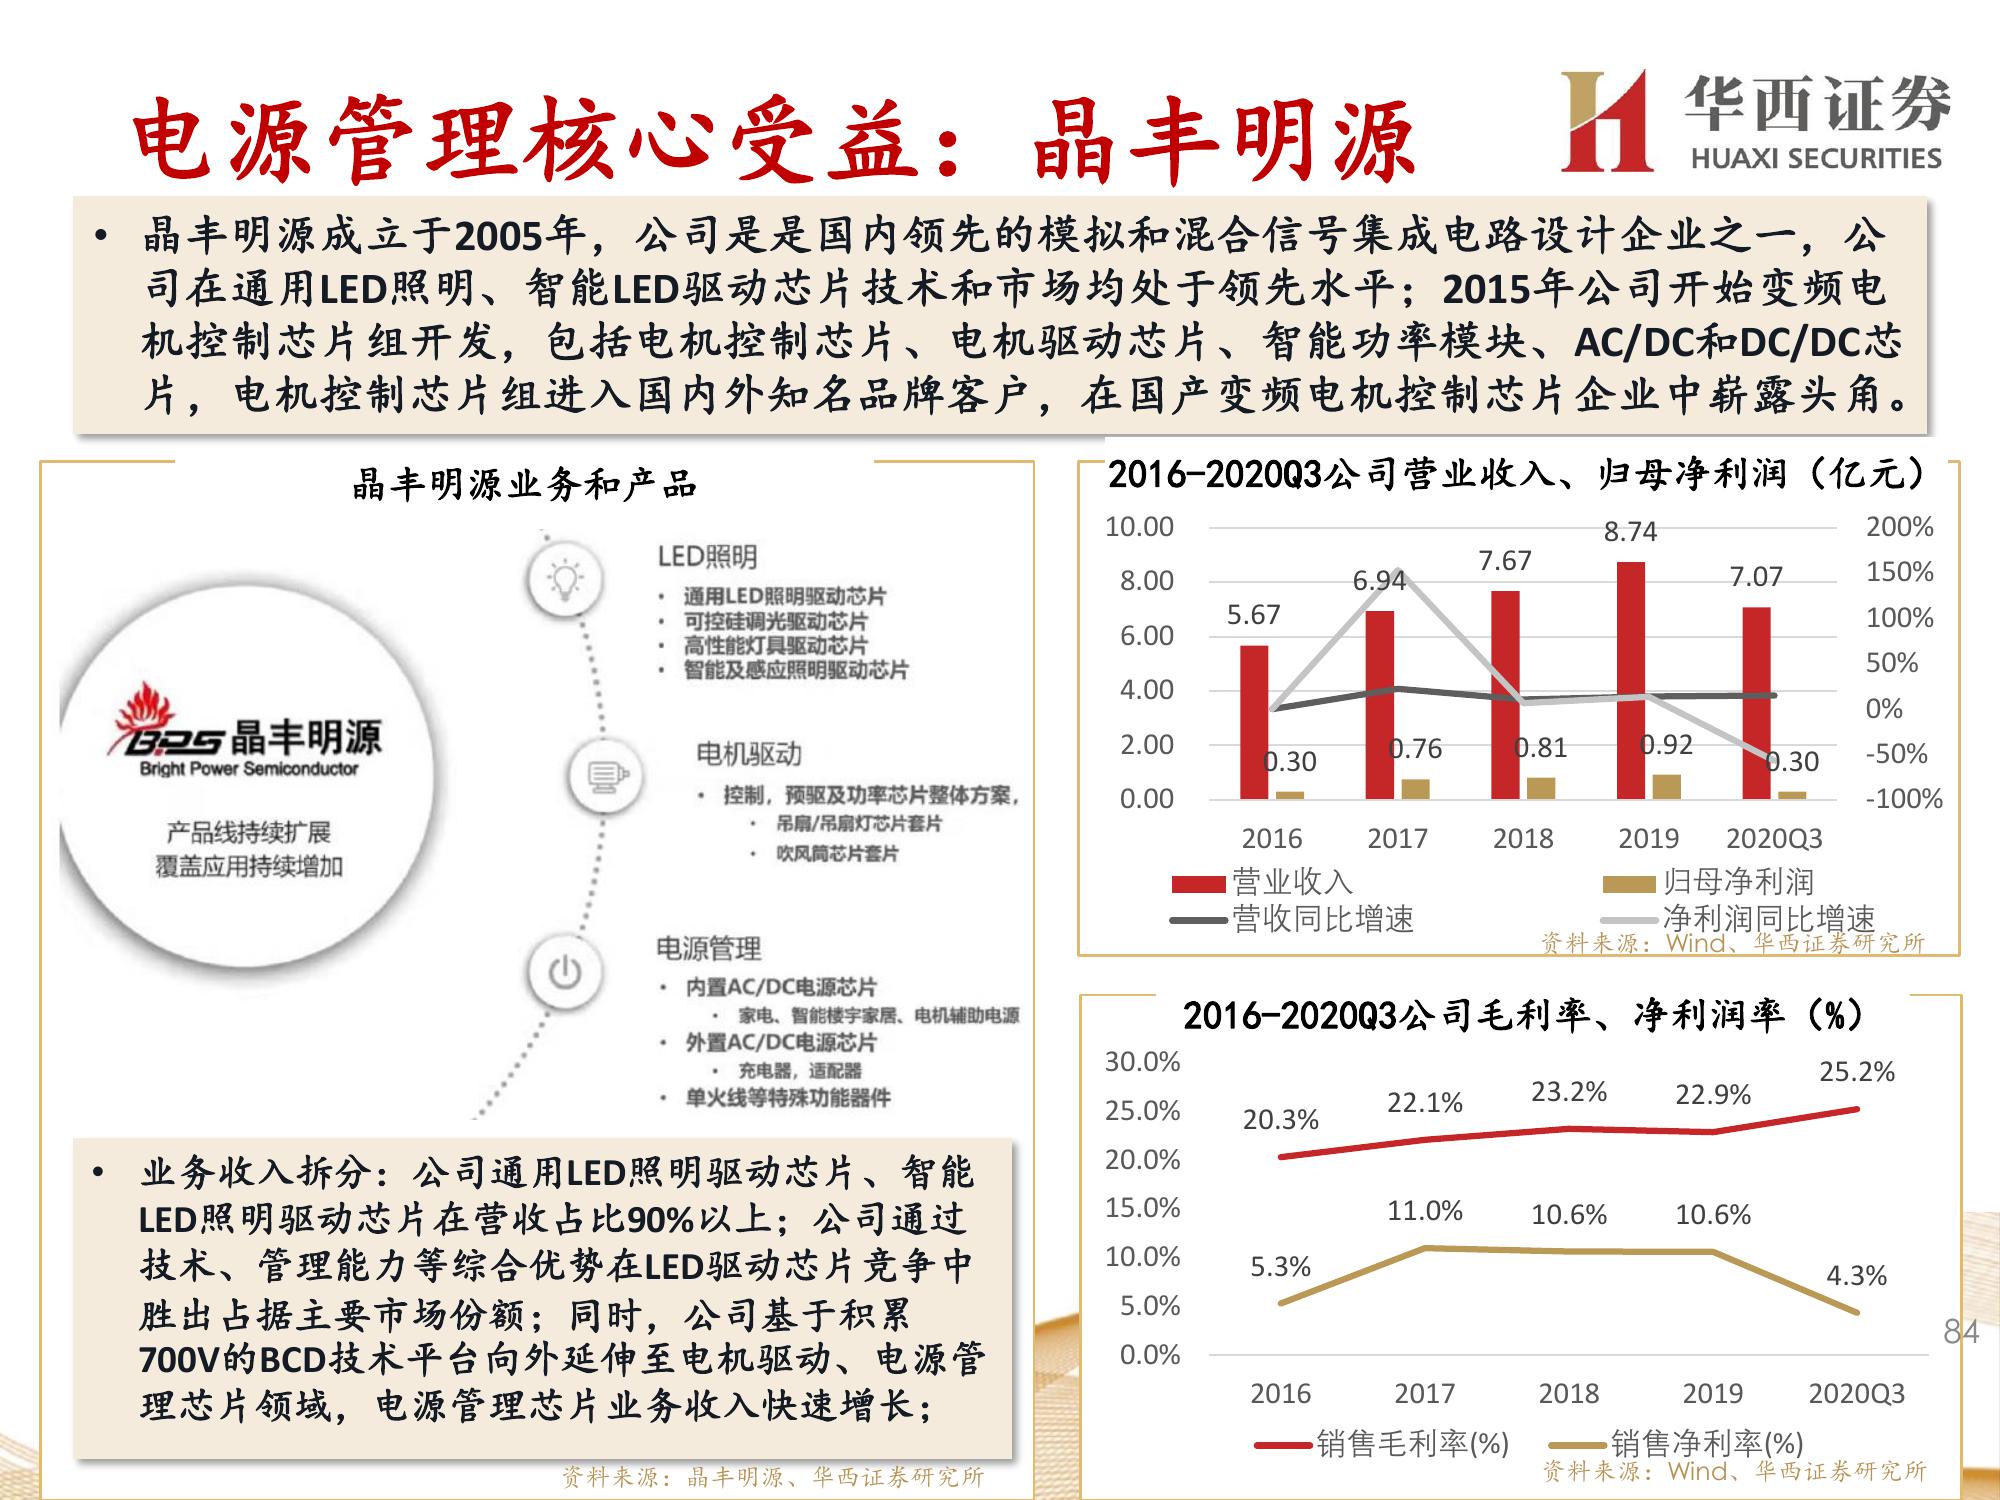 电源管理核心受益：晶丰明源
华西证券
HUAXI SECURITIES
• 晶丰明源成立于2005年，公司是是国内领先的模拟和混合信号集成电路设计企业之一，公
司在通用LED照明、智能LED驱动芯片技术和市场均处于领先水平；2015年公司开始变频电
机控制芯片组开发，包括电机控制芯片、电机驱动芯片、智能功率模块、AC/DC和DC/DC芯
片，电机控制芯片组进入国内外知名品牌客户，在国产变频电机控制芯片企业中崭露头角。
晶丰明源业务和产品
BPS 晶丰明源
Bright Power Semiconductor
产品线持续扩展
覆盖应用持续增加
LED照明
• 通用LED照明驱动芯片
• 可控硅调光驱动芯片
• 高性能灯具驱动芯片
• 智能及感应照明驱动芯片
电机驱动
• 控制，预驱及功率芯片整体方案，
• 吊扇/吊扇灯芯片套片
• 吹风筒芯片套片
电源管理
• 内置AC/DC电源芯片
• 家电、智能楼宇家居、电机辅助电源
• 外置AC/DC电源芯片
• 充电器，适配器
• 单火线等特殊功能器件
• 业务收入拆分：公司通用LED照明驱动芯片、智能
LED照明驱动芯片在营收占比90%以上；公司通过
技术、管理能力等综合优势在LED驱动芯片竞争中
胜出占据主要市场份额；同时，公司基于积累
700V的BCD技术平台向外延伸至电机驱动、电源管
理芯片领域，电源管理芯片业务收入快速增长；
资料来源：晶丰明源、华西证券研究所
2016-2020Q3公司营业收入、归母净利润（亿元）
10.00
8.00
6.00
4.00
2.00
0.00
200%
150%
100%
50%
0%
-50%
-100%
5.67
6.94
7.67
8.74
7.07
0.30
0.76
0.81
0.92
0.30
2016 2017 2018 2019 2020Q3
营业收入 归母净利润
营收同比增速 净利润同比增速
资料来源：Wind、华西证券研究所
2016-2020Q3公司毛利率、净利润率（%）
30.0%
25.0%
20.0%
15.0%
10.0%
5.0%
0.0%
20.3%
22.1%
23.2%
22.9%
25.2%
5.3%
11.0%
10.6%
10.6%
4.3%
2016 2017 2018 2019 2020Q3
销售毛利率(%) 销售净利率(%)
资料来源：Wind、华西证券研究所
84